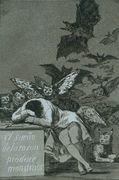 El sueño
de la razon
produce
monstruos